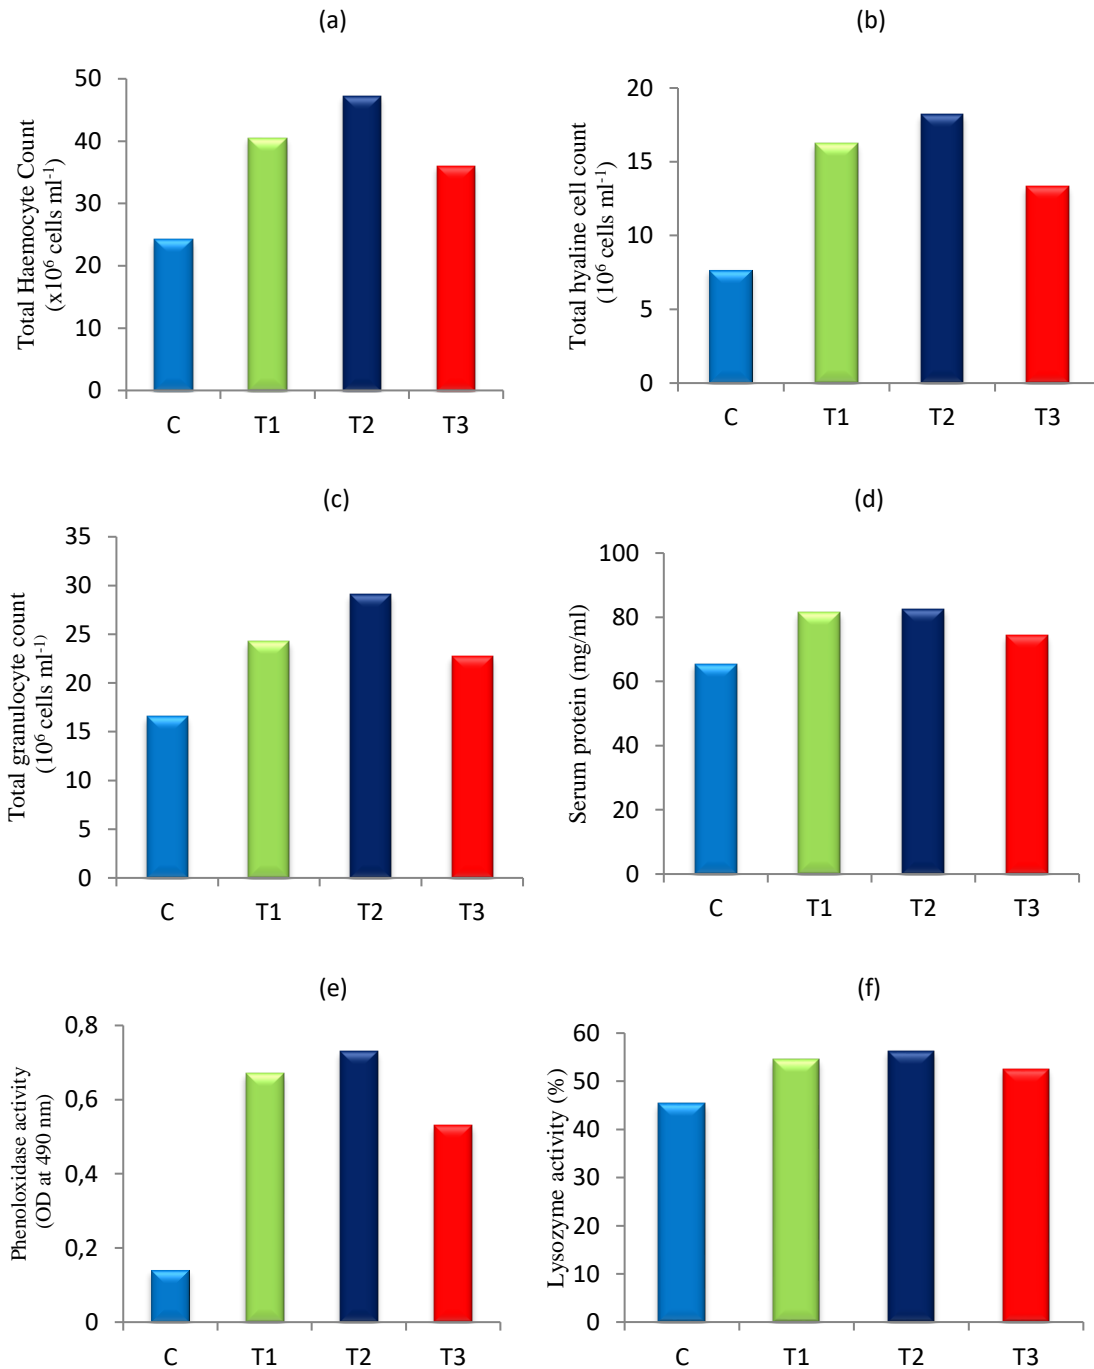 (a)
Total Haemocyte Count
(x10⁶ cells ml⁻¹)
50
40
30
20
10
0
C T1 T2 T3
(b)
Total hyaline cell count
(10⁶ cells ml⁻¹)
20
15
10
5
0
C T1 T2 T3
(c)
Total granulocyte count
(10⁶ cells ml⁻¹)
35
30
25
20
15
10
5
0
C T1 T2 T3
(d)
Serum protein (mg/ml)
100
80
60
40
20
0
C T1 T2 T3
(e)
Phenoloxidase activity
(OD at 490 nm)
0,8
0,6
0,4
0,2
0
C T1 T2 T3
(f)
Lysozyme activity (%)
60
50
40
30
20
10
0
C T1 T2 T3